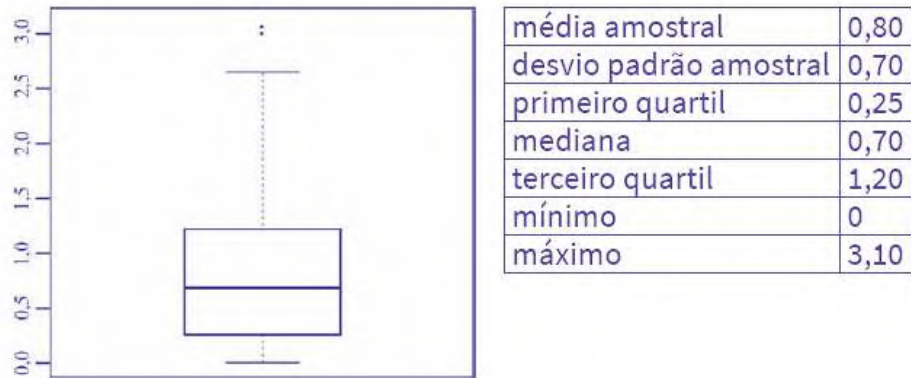 3,0
2,5
2,0
1,5
1,0
0,5
0,0
média amostral 0,80
desvio padrão amostral 0,70
primeiro quartil 0,25
mediana 0,70
terceiro quartil 1,20
mínimo 0
máximo 3,10